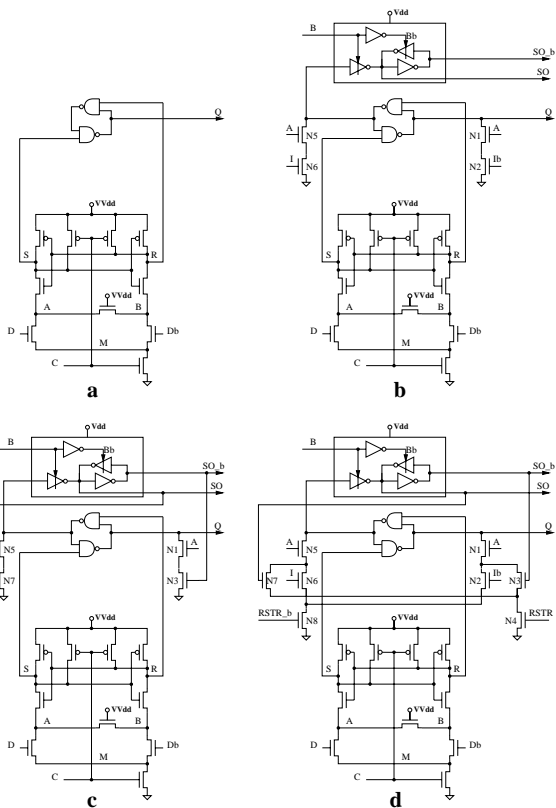 Q
VVdd
S
R
VVdd
A
B
D
Db
M
C
a
Vdd
B
Bb
SO_b
SO
Q
A
N5
N1
A
I
N6
N2
Ib
VVdd
S
R
VVdd
A
B
D
Db
M
C
b
Vdd
B
Bb
SO_b
SO
Q
N5
N1
A
N7
N3
VVdd
S
R
VVdd
A
B
D
Db
M
C
c
Vdd
B
Bb
SO_b
SO
Q
A
N5
N1
A
N7
I
N6
N2
Ib
N3
RSTR_b
N8
N4
RSTR
VVdd
S
R
VVdd
A
B
D
Db
M
C
d